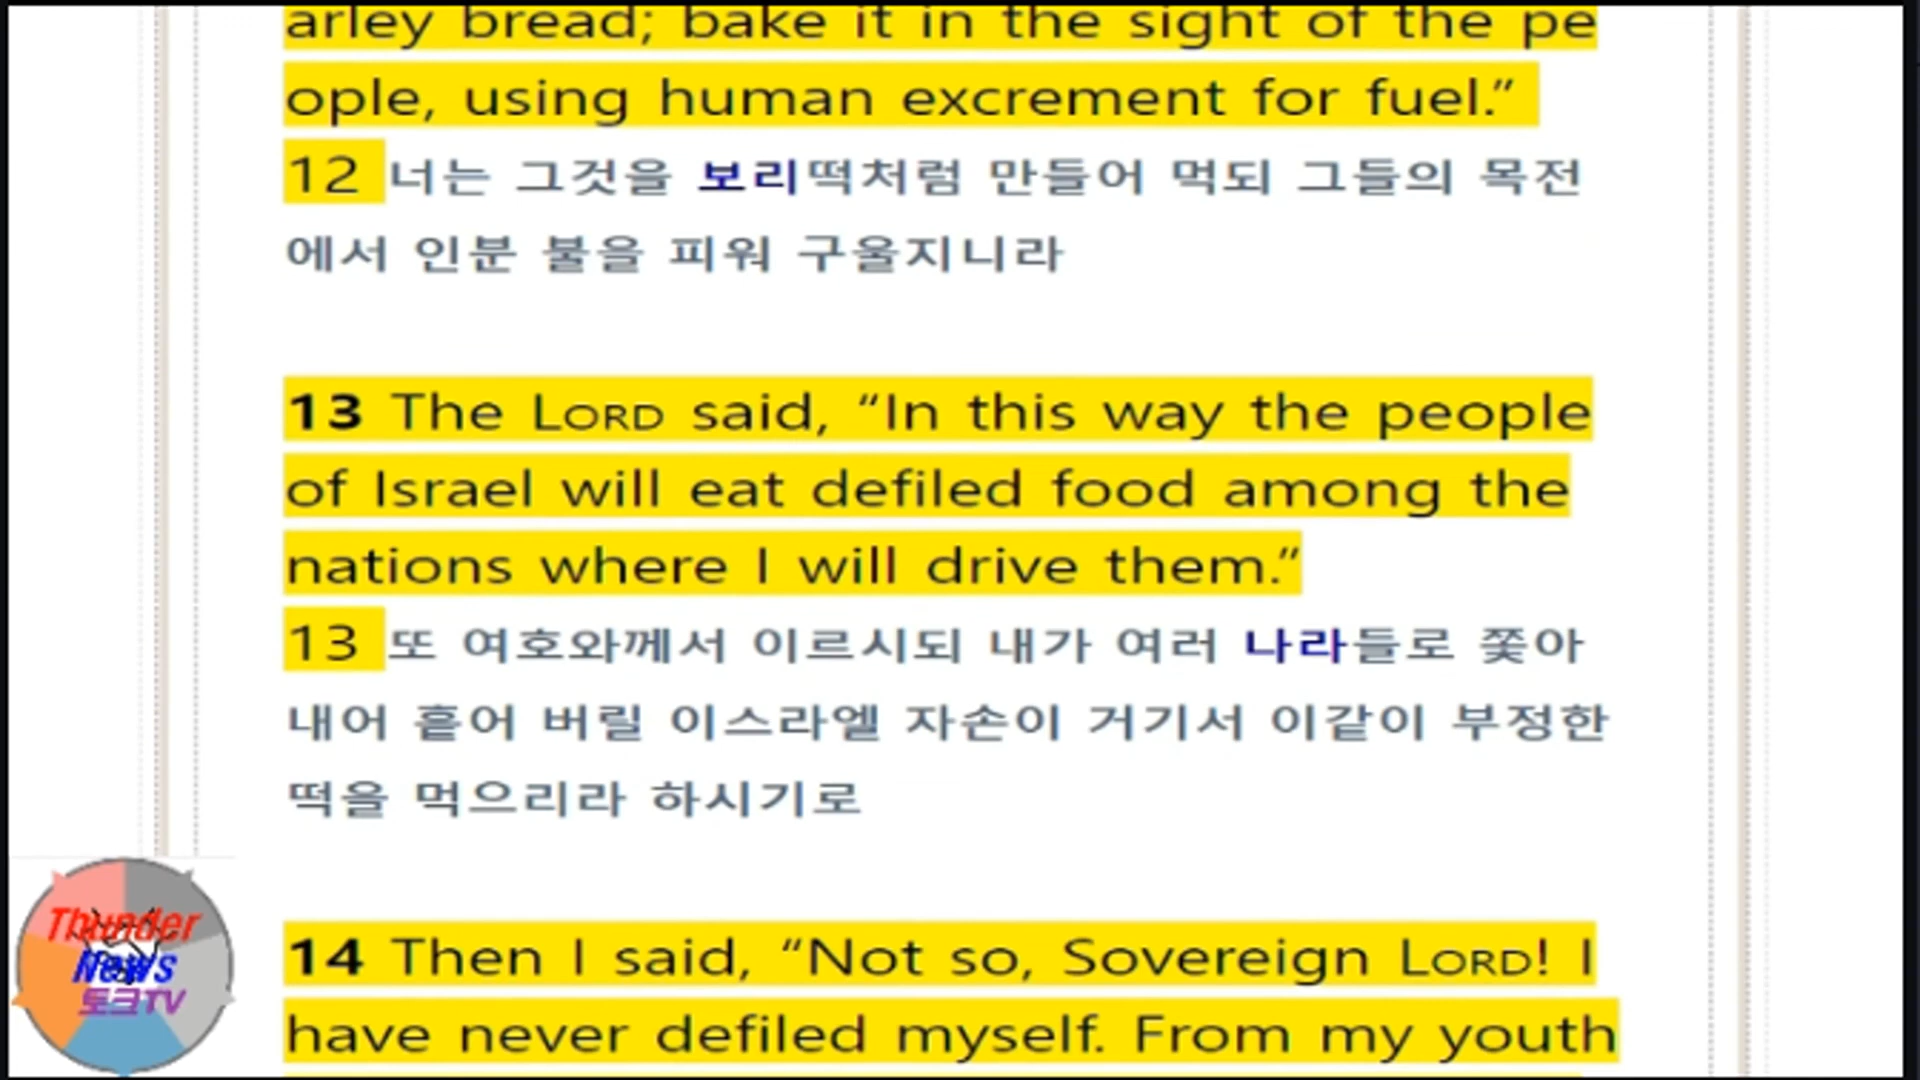 arley bread; bake it in the sight of the pe
ople, using human excrement for fuel.”
12 너는 그것을 보리떡처럼 만들어 먹되 그들의 목전
에서 인분 불을 피워 구울지니라
13 The LORD said, “In this way the people
of Israel will eat defiled food among the
nations where I will drive them.”
13 또 여호와께서 이르시되 내가 여러 나라들로 쫓아
내어 흩어 버릴 이스라엘 자손이 거기서 이같이 부정한
떡을 먹으리라 하시기로
14 Then I said, “Not so, Sovereign LORD! I
have never defiled myself. From my youth
Thunder
News
토크TV